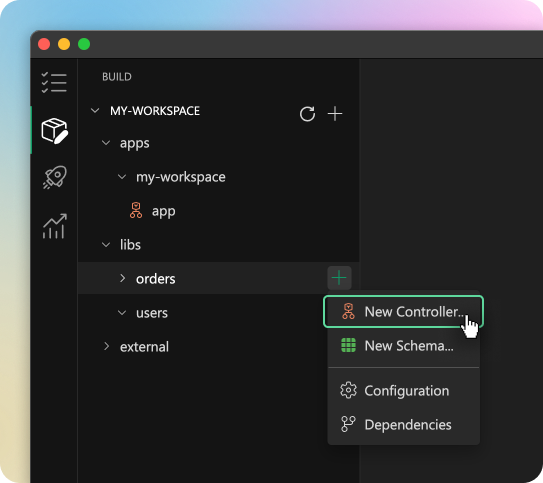 BUILD
MY-WORKSPACE
apps
my-workspace
app
libs
orders
users
New Controller...
external
New Schema...
Configuration
Dependencies